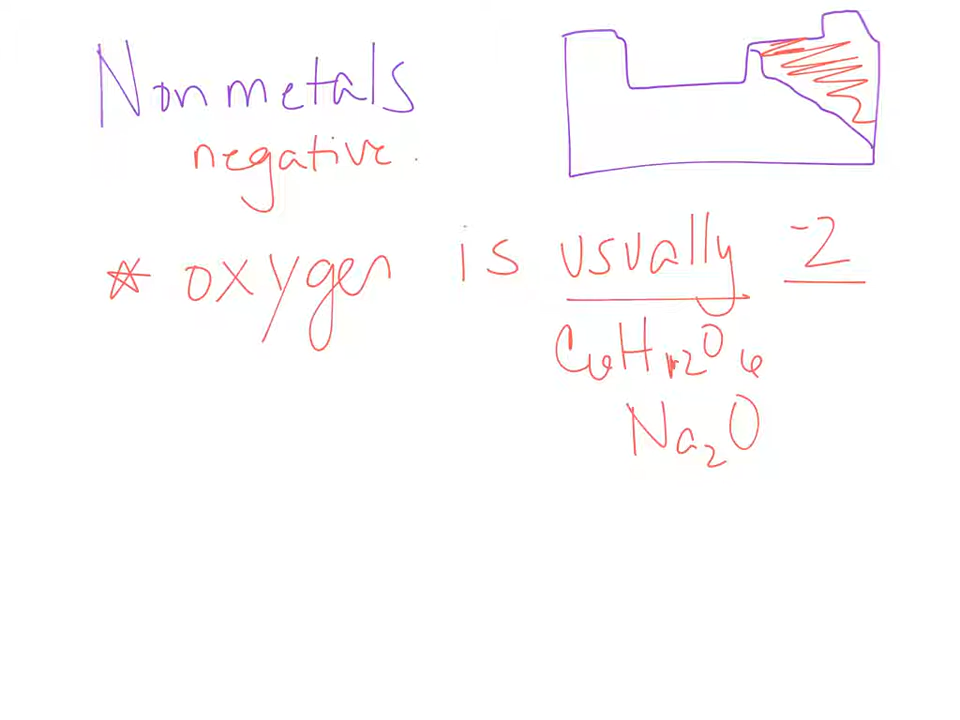 Nonmetals
negative.
* oxygen is usually -2
C6H12O6
Na2O